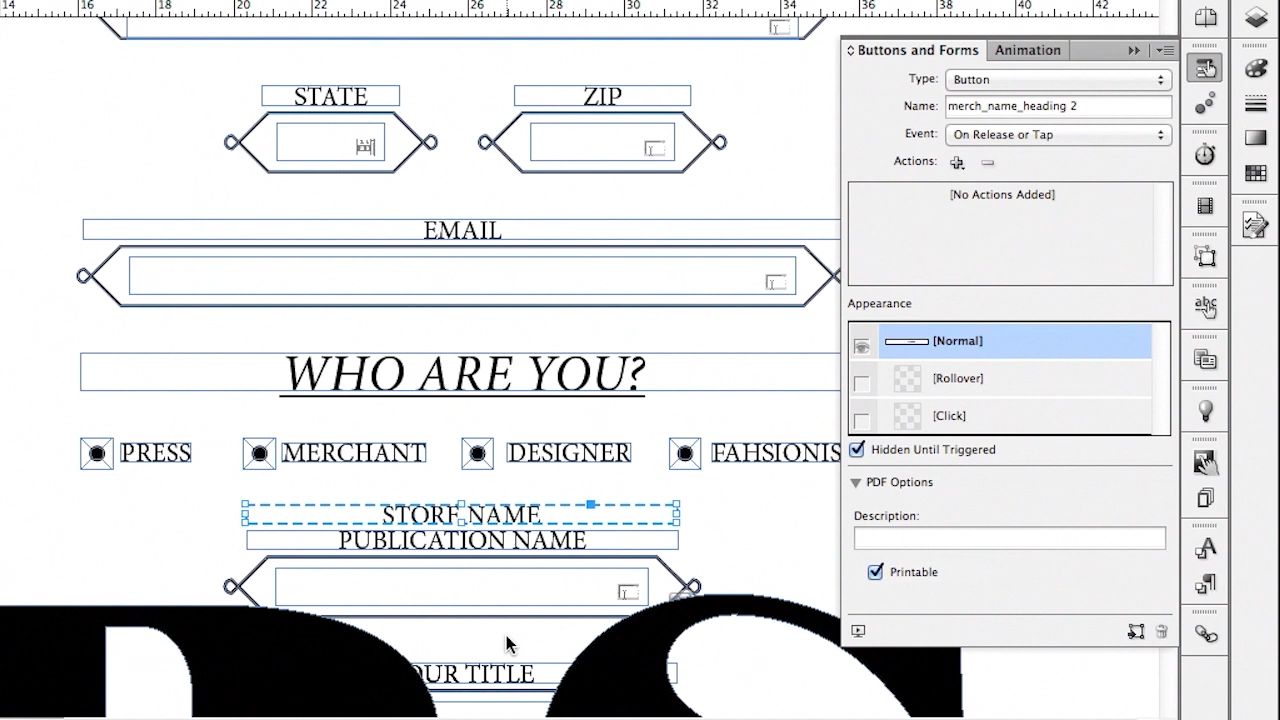 14 16 18 20 22 24 26 28 30 32 34 36 38 40 42
Buttons and Forms Animation
Type: Button
Name: merch_name_heading 2
Event: On Release or Tap
Actions:
[No Actions Added]
Appearance
[Normal]
[Rollover]
[Click]
Hidden Until Triggered
PDF Options
Description:
Printable
STATE ZIP
EMAIL
WHO ARE YOU?
PRESS MERCHANT DESIGNER FAHSIONIS
STORE NAME
PUBLICATION NAME
OUR TITLE